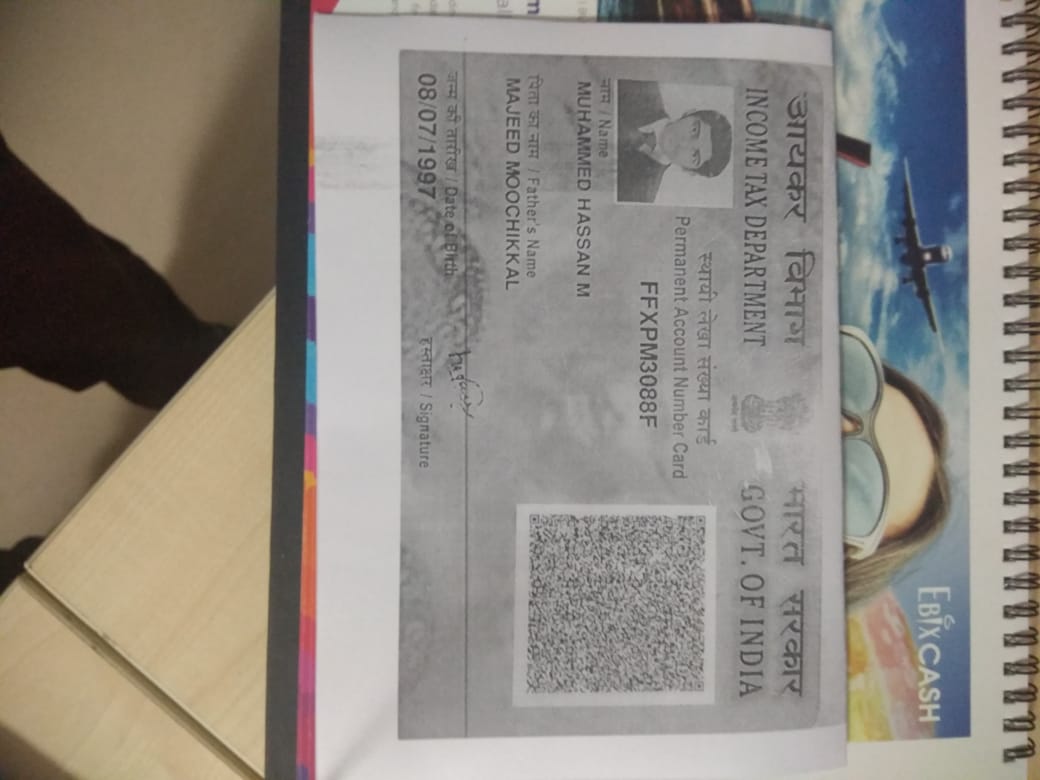 EbixCASH
आयकर विभाग
INCOME TAX DEPARTMENT
भारत सरकार
GOVT. OF INDIA
स्थायी लेखा संख्या कार्ड
Permanent Account Number Card
FFXPM3088F
नाम / Name
MUHAMMED HASSAN M
पिता का नाम / Father's Name
MAJEED MOOCHIKKAL
जन्म की तारीख / Date of Birth
08/07/1997
हस्ताक्षर / Signature